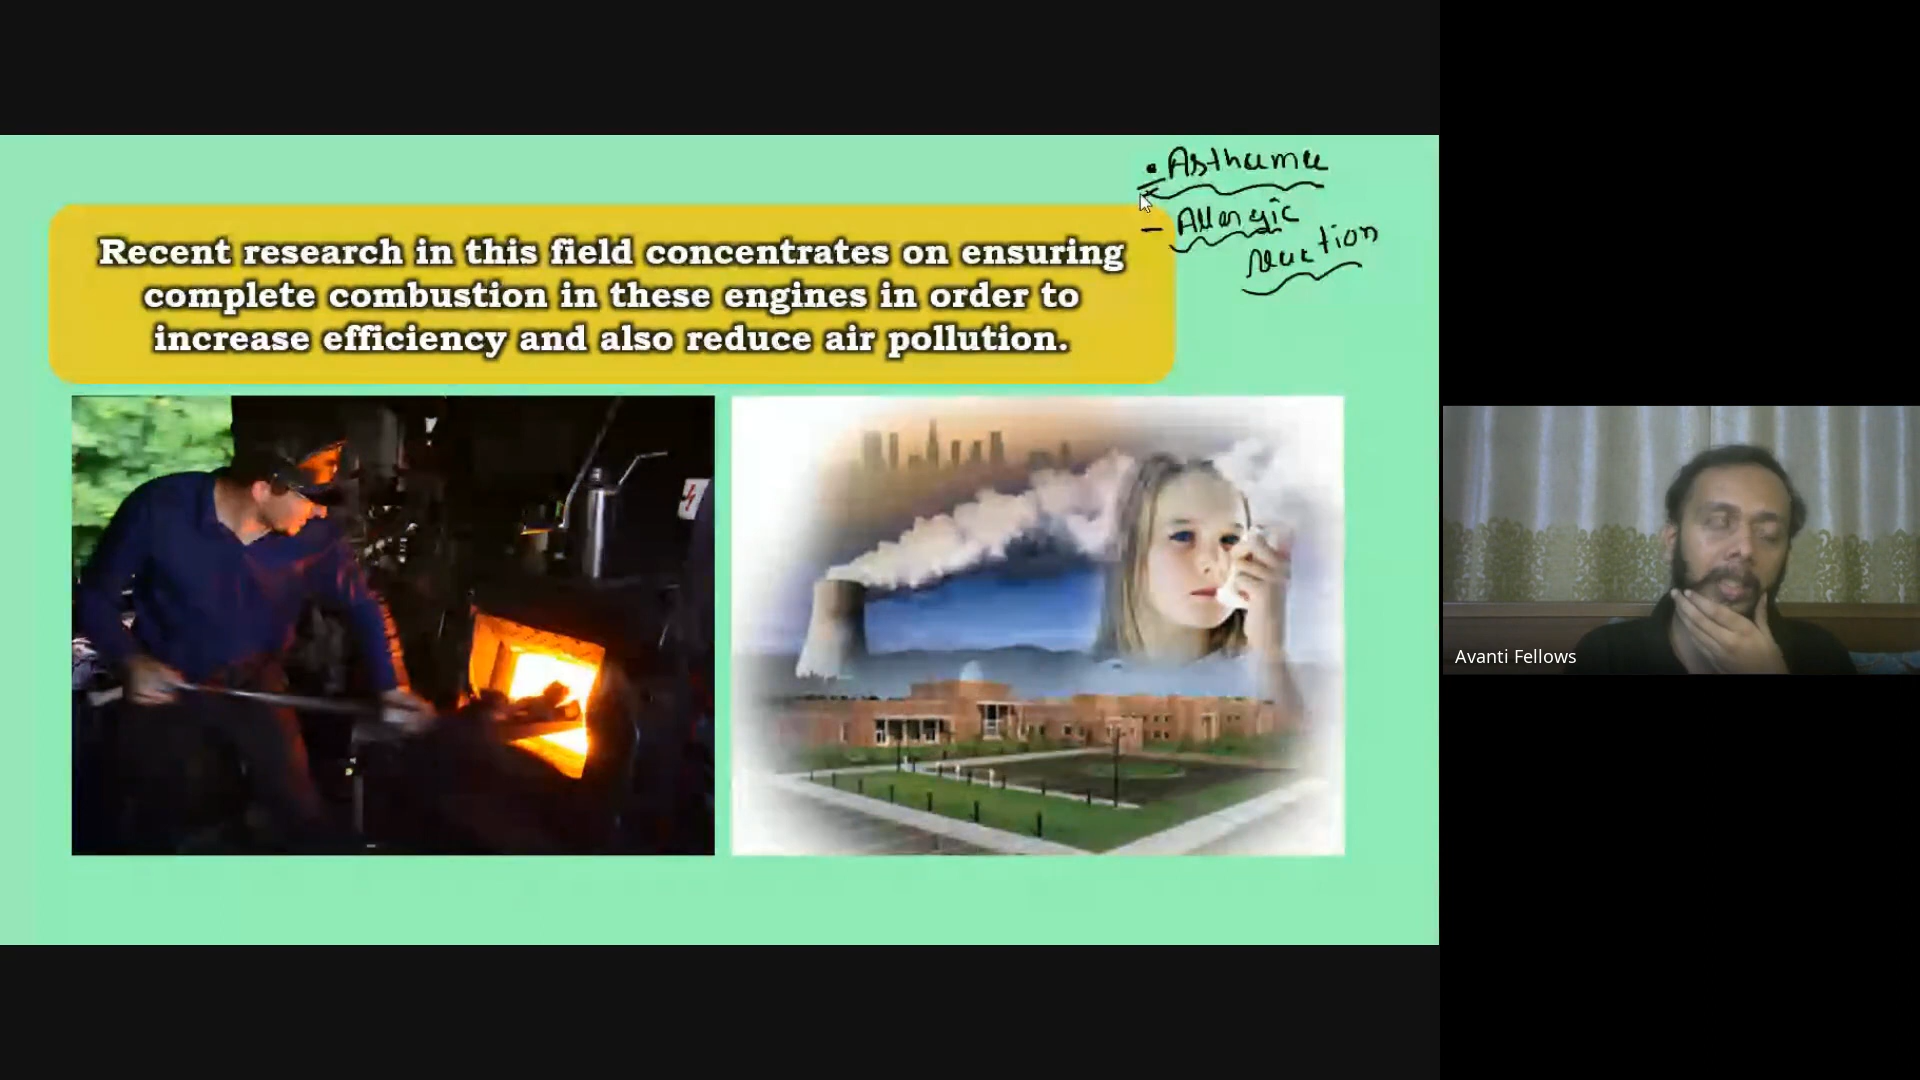 • Asthama
– Allergic
reaction
Recent research in this field concentrates on ensuring
complete combustion in these engines in order to
increase efficiency and also reduce air pollution.
Avanti Fellows